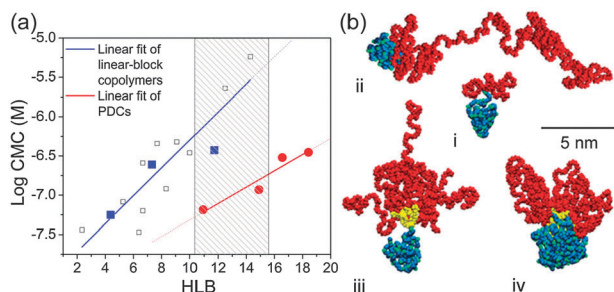 (a)
Log CMC (M)
-5.0
-5.5
-6.0
-6.5
-7.0
-7.5
Linear fit of
linear-block
copolymers
Linear fit of
PDCs
2 4 6 8 10 12 14 16 18 20
HLB
(b)
ii
i
5 nm
iii
iv